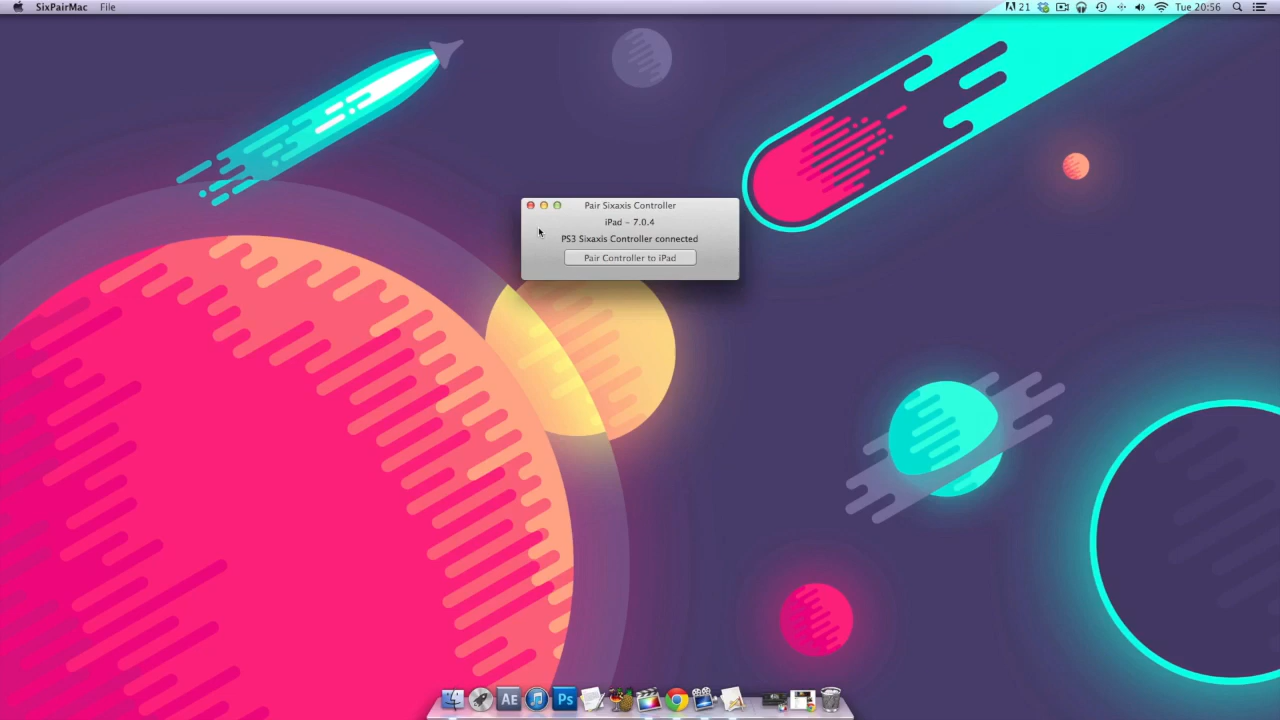 SixPairMac File
21 Tue 20:56
Pair Sixaxis Controller
iPad – 7.0.4
PS3 Sixaxis Controller connected
Pair Controller to iPad
AE Ps